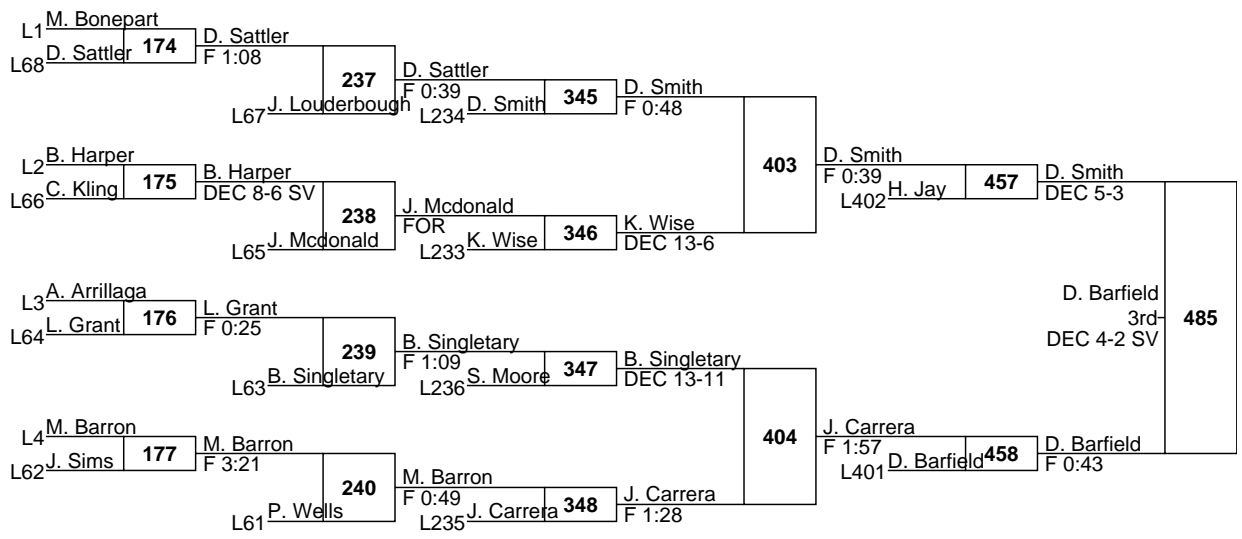 M. Bonepart
L1
174
D. Sattler
F 1:08
D. Sattler
L68
237
D. Sattler
F 0:39
J. Louderbough
L67
D. Smith
L234
345
D. Smith
F 0:48
B. Harper
L2
175
B. Harper
DEC 8-6 SV
C. Kling
L66
238
J. Mcdonald
FOR
J. Mcdonald
L65
K. Wise
L233
346
K. Wise
DEC 13-6
403
D. Smith
F 0:39
H. Jay
L402
457
D. Smith
DEC 5-3
A. Arrillaga
L3
176
L. Grant
F 0:25
L. Grant
L64
239
B. Singletary
F 1:09
B. Singletary
L63
S. Moore
L236
347
B. Singletary
DEC 13-11
M. Barron
L4
177
M. Barron
F 3:21
J. Sims
L62
240
M. Barron
F 0:49
P. Wells
L61
J. Carrera
L235
348
J. Carrera
F 1:28
404
J. Carrera
F 1:57
D. Barfield
L401
458
D. Barfield
F 0:43
D. Barfield
3rd
DEC 4-2 SV
485